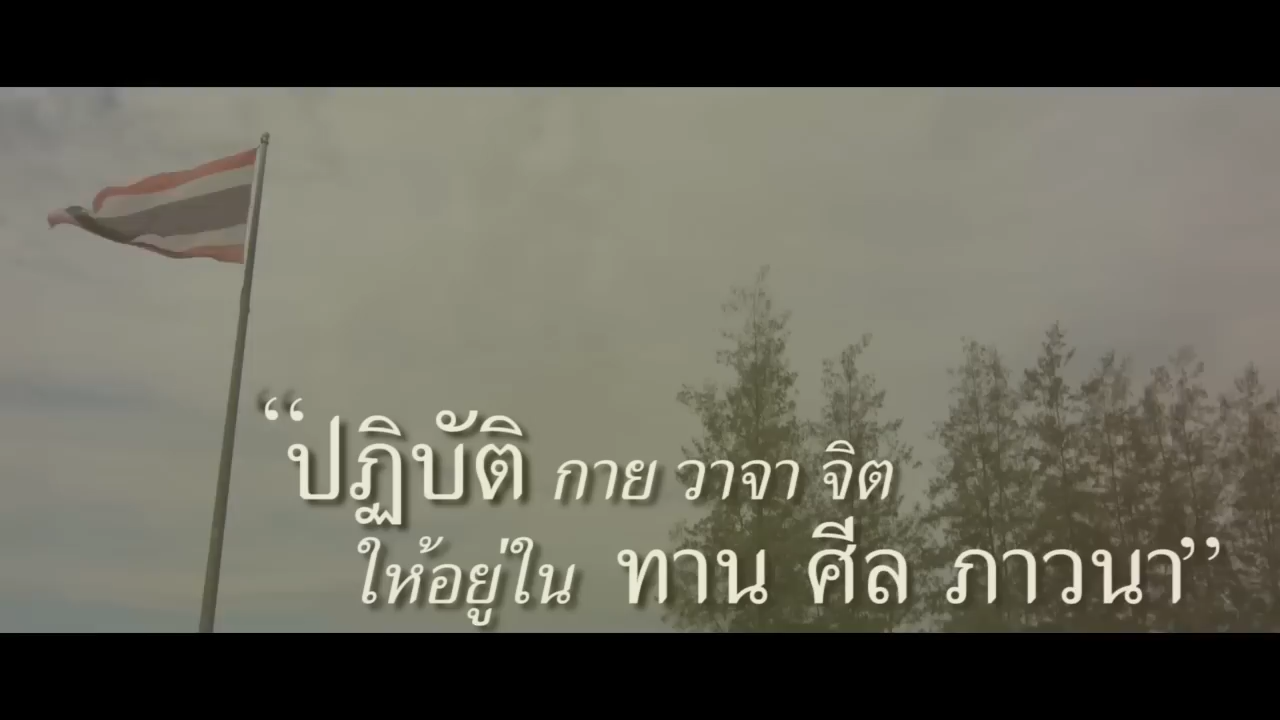 “ปฏิบัติ กาย วาจา จิต
ให้อยู่ใน ทาน ศีล ภาวนา”